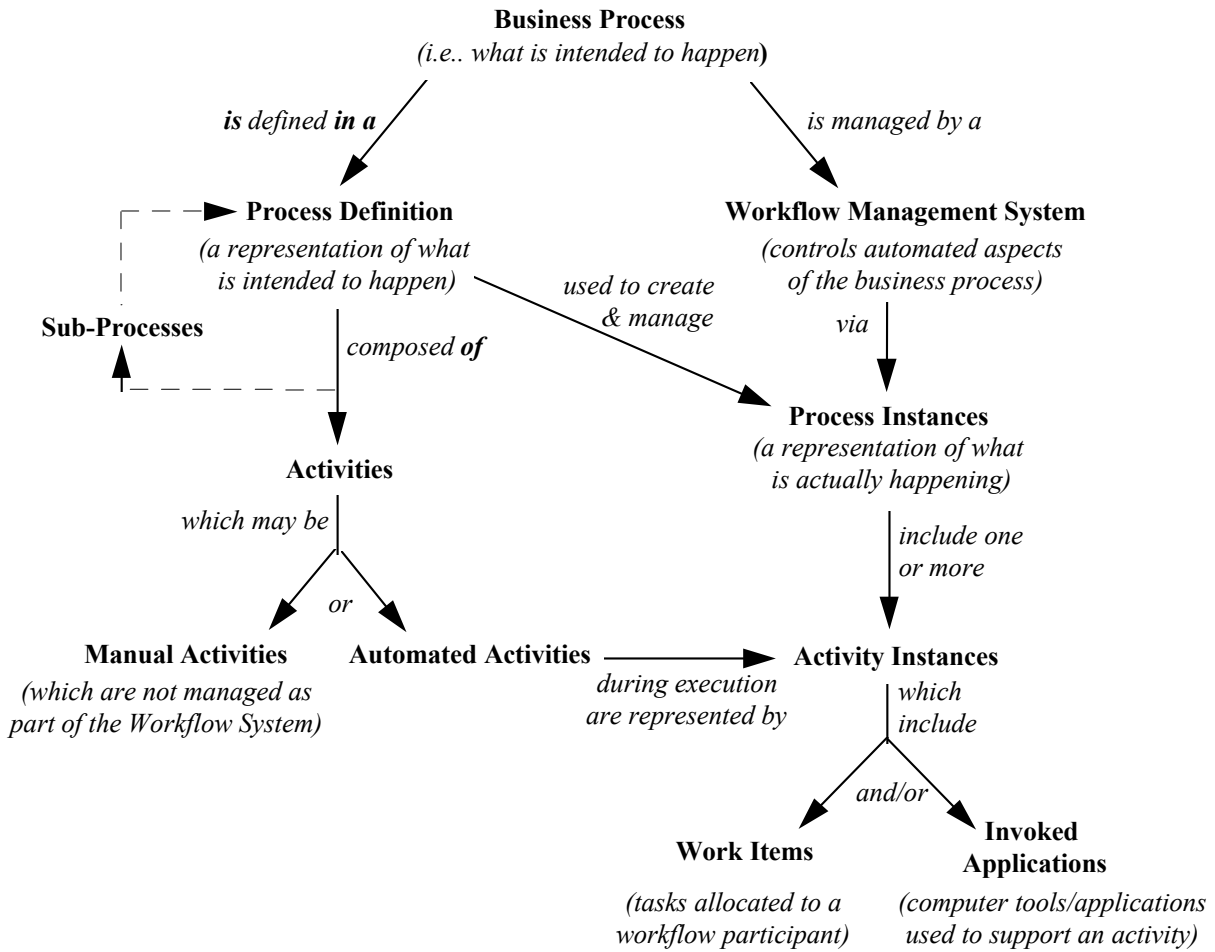 Business Process
(i.e.. what is intended to happen)
is defined in a
is managed by a
Process Definition
(a representation of what
is intended to happen)
Workflow Management System
(controls automated aspects
of the business process)
used to create
& manage
Sub-Processes
composed of
via
Process Instances
(a representation of what
is actually happening)
Activities
which may be
include one
or more
or
Manual Activities
(which are not managed as
part of the Workflow System)
Automated Activities
during execution
are represented by
Activity Instances
which
include
and/or
Work Items
(tasks allocated to a
workflow participant)
Invoked
Applications
(computer tools/applications
used to support an activity)